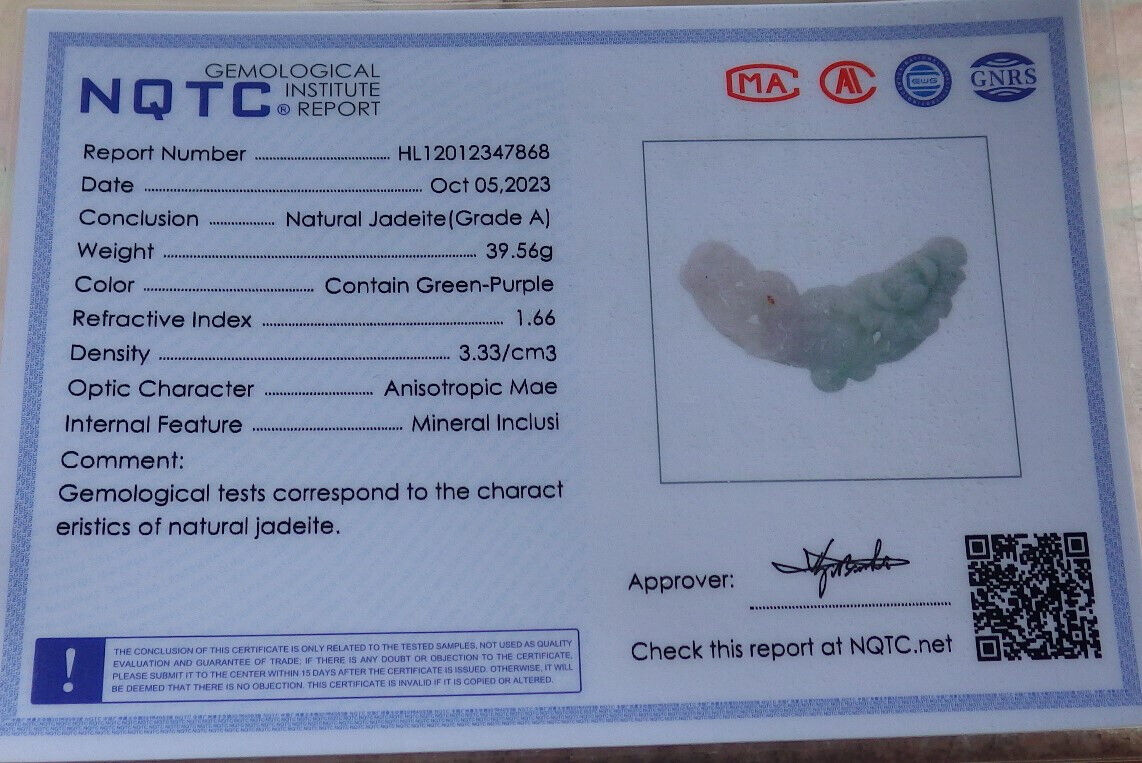 NQTC® GEMOLOGICAL
INSTITUTE
REPORT
MA
EWG
GNRS
Report Number ........ HL12012347868
Date ........ Oct 05,2023
Conclusion ........ Natural Jadeite(Grade A)
Weight ........ 39.56g
Color ........ Contain Green-Purple
Refractive Index ........ 1.66
Density ........ 3.33/cm3
Optic Character ........ Anisotropic Mae
Internal Feature ........ Mineral Inclusi
Comment:
Gemological tests correspond to the charact
eristics of natural jadeite.
Approver:
Check this report at NQTC.net
! THE CONCLUSION OF THIS CERTIFICATE IS ONLY RELATED TO THE TESTED SAMPLES, NOT USED AS QUALITY
EVALUATION AND GUARANTEE OF TRADE; IF THERE IS ANY DOUBT OR OBJECTION TO THE CERTIFICATE,
PLEASE SUBMIT IT TO THE CENTER WITHIN 15 DAYS AFTER THE CERTIFICATE IS ISSUED. OTHERWISE, IT WILL
BE DEEMED THAT THERE IS NO OBJECTION. THIS CERTIFICATE IS INVALID IF IT IS COPIED OR ALTERED.